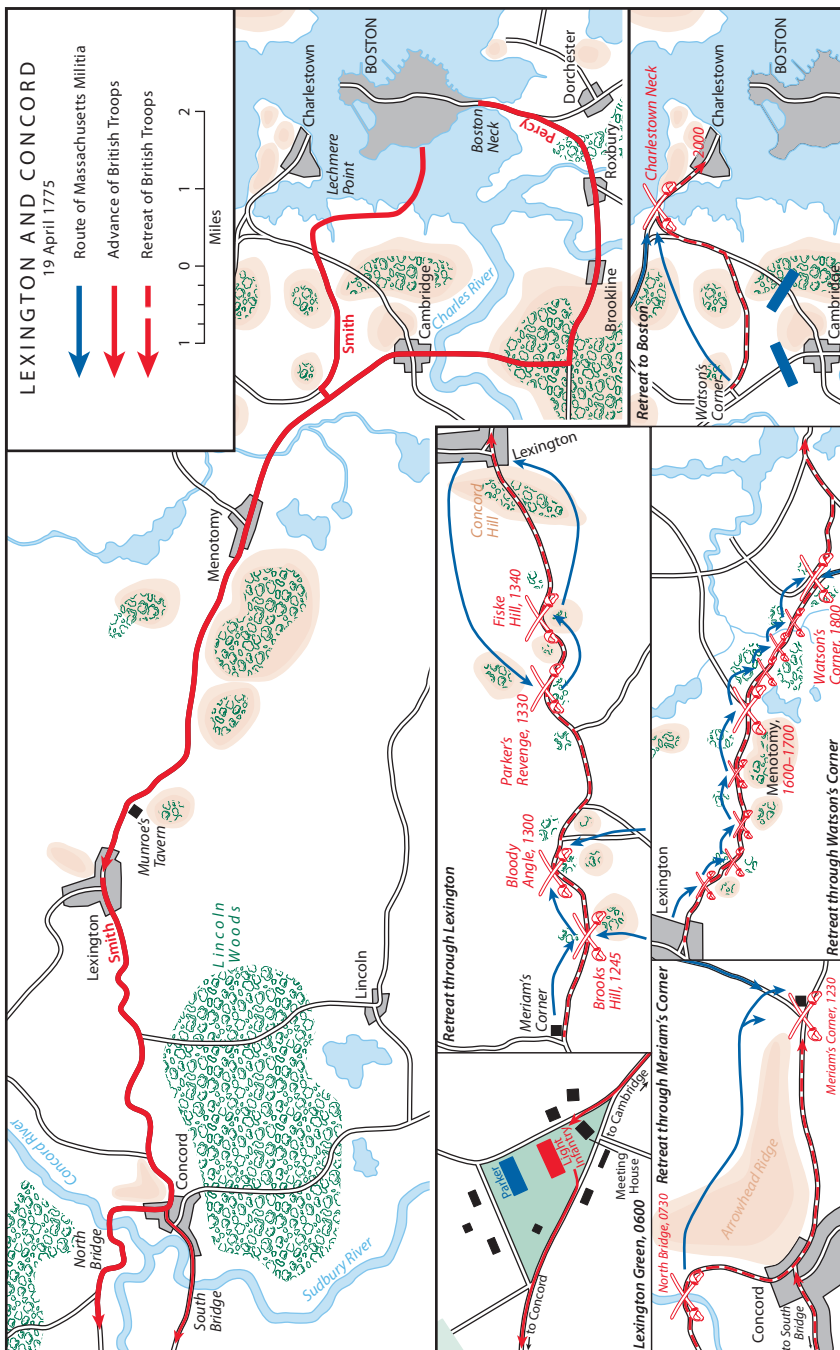 LEXINGTON AND CONCORD
19 April 1775
Route of Massachusetts Militia
Advance of British Troops
Retreat of British Troops
1
0
1
2
Miles
Concord River
North
Bridge
South
Bridge
Concord
Sudbury River
Lincoln
Woods
Lincoln
Lexington
Smith
Munroe's
Tavern
Menotomy
Smith
Cambridge
Charles River
Lechmere
Point
Charlestown
BOSTON
Boston
Neck
Percy
Dorchester
Roxbury
Brookline
Lexington Green, 0600
Parker
Light
Infantry
Meeting
House
to Concord
to Cambridge
Retreat through Meriam's Corner
North Bridge, 0730
Arrowhead Ridge
Concord
to South
Bridge
Meriam's Corner, 1230
Retreat through Lexington
Meriam's
Corner
Brooks
Hill, 1245
Bloody
Angle, 1300
Parker's
Revenge, 1330
Fiske
Hill, 1340
Concord
Hill
Lexington
Retreat through Watson's Corner
Lexington
Menotomy,
1600–1700
Watson's
Corner, 1800
Retreat to Boston
Watson's
Corner
Cambridge
Charlestown Neck
2000
Charlestown
BOSTON